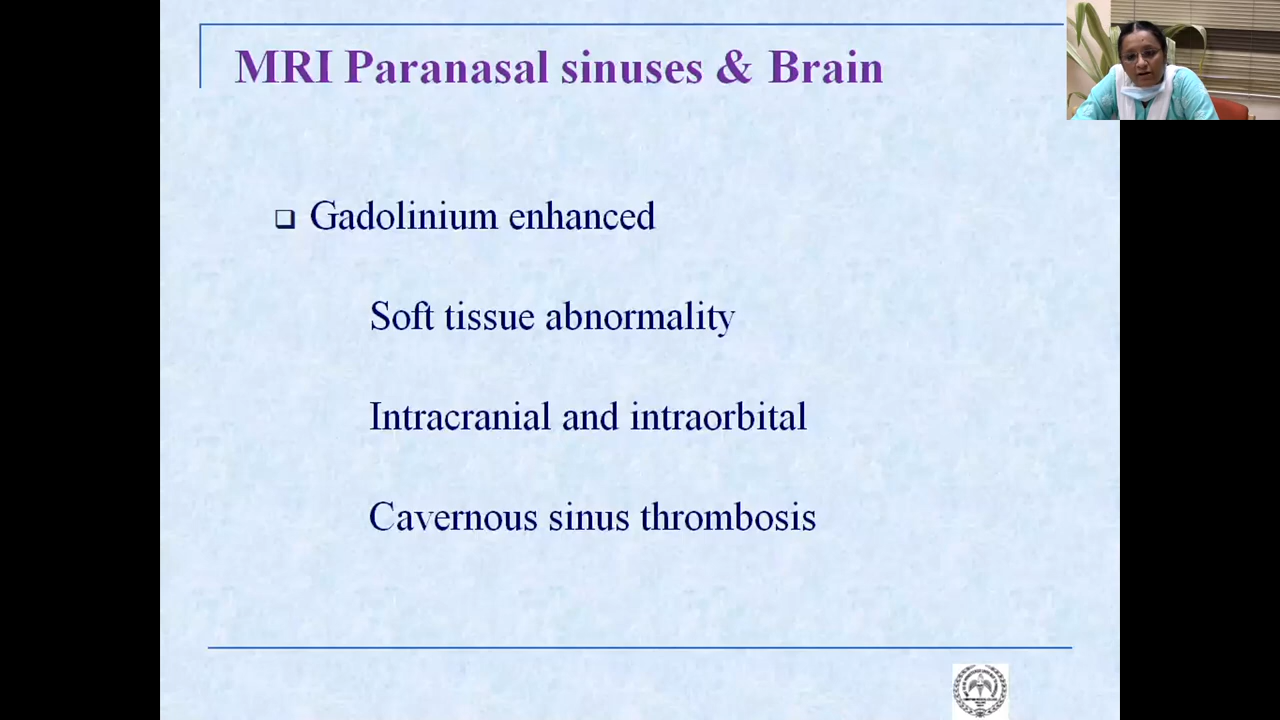 MRI Paranasal sinuses & Brain
Gadolinium enhanced
Soft tissue abnormality
Intracranial and intraorbital
Cavernous sinus thrombosis